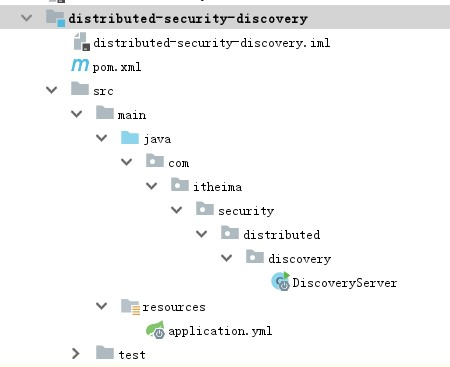 distributed-security-discovery
distributed-security-discovery.iml
pom.xml
src
main
java
com
itheima
security
distributed
discovery
DiscoveryServer
resources
application.yml
test